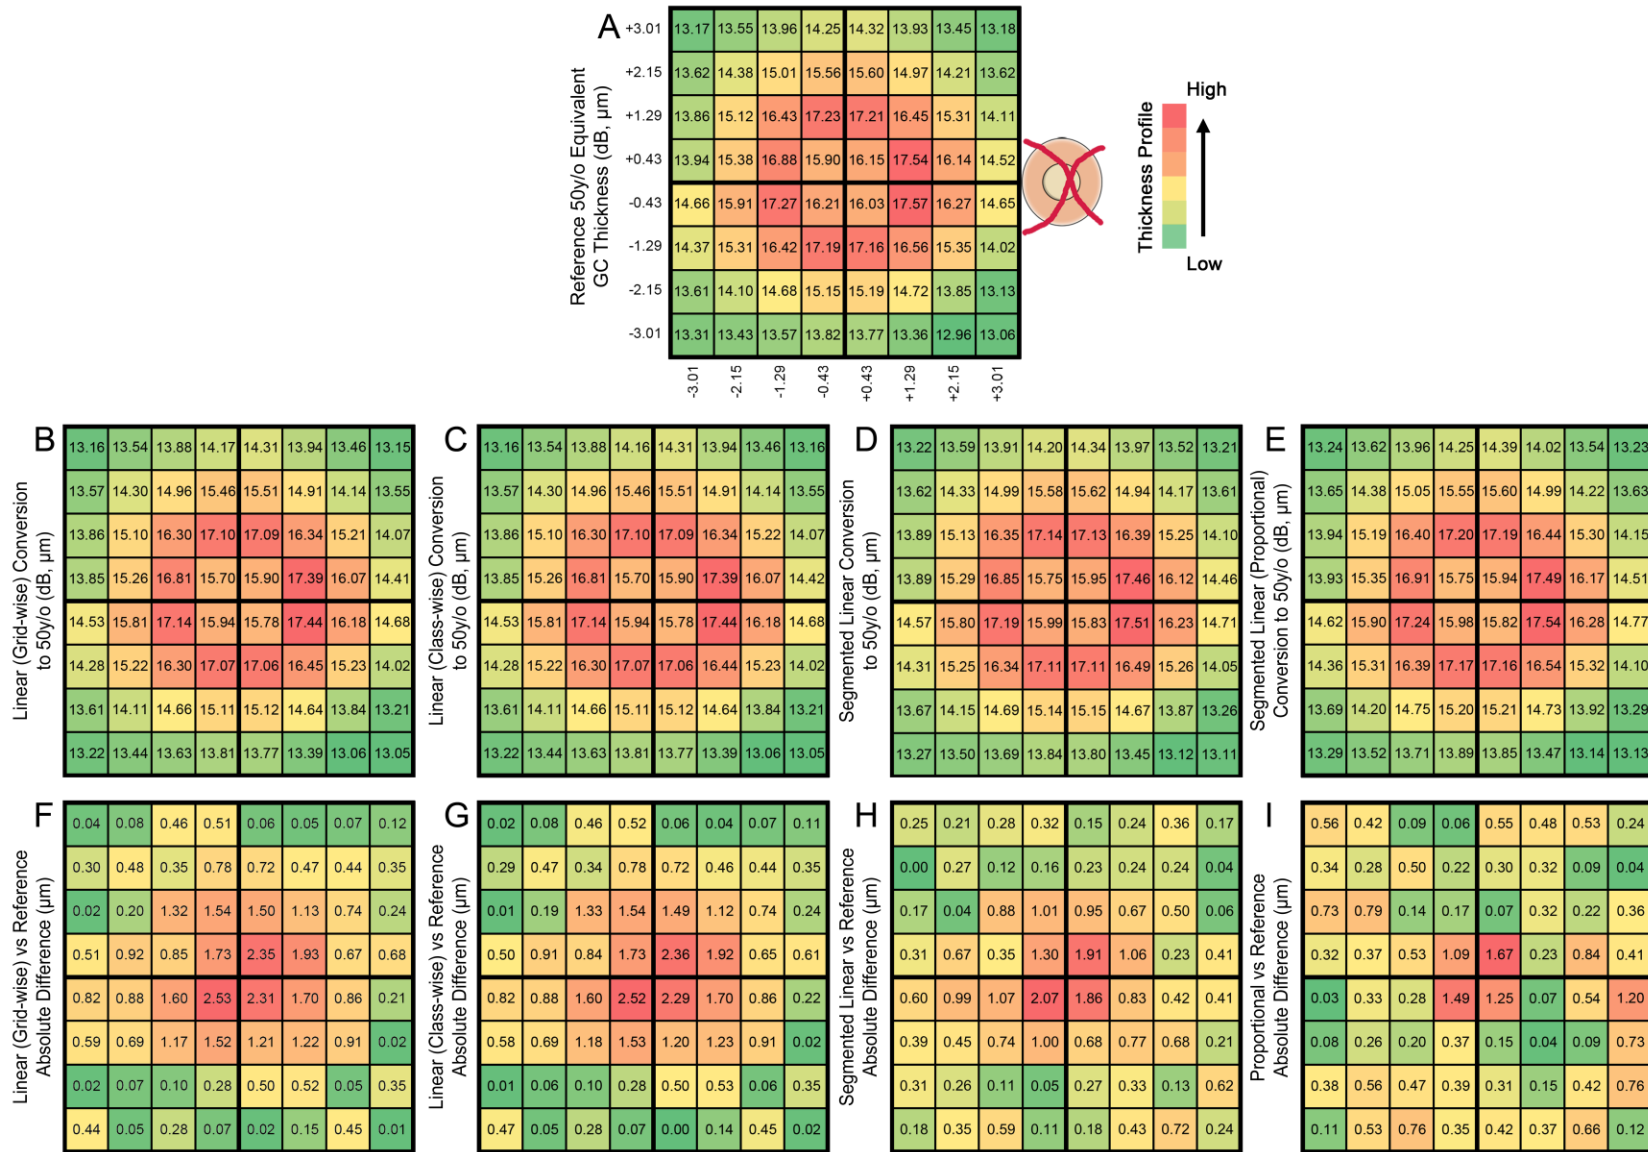 A
Reference 50y/o Equivalent
GC Thickness (dB, µm)
+3.01 13.17 13.55 13.96 14.25 14.32 13.93 13.45 13.18
+2.15 13.62 14.38 15.01 15.56 15.60 14.97 14.21 13.62
+1.29 13.86 15.12 16.43 17.23 17.21 16.45 15.31 14.11
+0.43 13.94 15.38 16.88 15.90 16.15 17.54 16.14 14.52
-0.43 14.66 15.91 17.27 16.21 16.03 17.57 16.27 14.65
-1.29 14.37 15.31 16.42 17.19 17.16 16.56 15.35 14.02
-2.15 13.61 14.10 14.68 15.15 15.19 14.72 13.85 13.13
-3.01 13.31 13.43 13.57 13.82 13.77 13.36 12.96 13.06
-3.01 -2.15 -1.29 -0.43 +0.43 +1.29 +2.15 +3.01
Thickness Profile
High
Low
B
Linear (Grid-wise) Conversion
to 50y/o (dB, µm)
13.16 13.54 13.88 14.17 14.31 13.94 13.46 13.15
13.57 14.30 14.96 15.46 15.51 14.91 14.14 13.55
13.86 15.10 16.30 17.10 17.09 16.34 15.21 14.07
13.85 15.26 16.81 15.70 15.90 17.39 16.07 14.41
14.53 15.81 17.14 15.94 15.78 17.44 16.18 14.68
14.28 15.22 16.30 17.07 17.06 16.45 15.23 14.02
13.61 14.11 14.66 15.11 15.12 14.64 13.84 13.21
13.22 13.44 13.63 13.81 13.77 13.39 13.06 13.05
C
Linear (Class-wise) Conversion
to 50y/o (dB, µm)
13.16 13.54 13.88 14.16 14.31 13.94 13.46 13.16
13.57 14.30 14.96 15.46 15.51 14.91 14.14 13.55
13.86 15.10 16.30 17.10 17.09 16.34 15.22 14.07
13.85 15.26 16.81 15.70 15.90 17.39 16.07 14.42
14.53 15.81 17.14 15.94 15.78 17.44 16.18 14.68
14.28 15.22 16.30 17.07 17.06 16.44 15.23 14.02
13.61 14.11 14.66 15.11 15.12 14.64 13.84 13.21
13.22 13.44 13.63 13.81 13.77 13.39 13.06 13.05
D
Segmented Linear Conversion
to 50y/o (dB, µm)
13.22 13.59 13.91 14.20 14.34 13.97 13.52 13.21
13.62 14.33 14.99 15.58 15.62 14.94 14.17 13.61
13.89 15.13 16.35 17.14 17.13 16.39 15.25 14.10
13.89 15.29 16.85 15.75 15.95 17.46 16.12 14.46
14.57 15.80 17.19 15.99 15.83 17.51 16.23 14.71
14.31 15.25 16.34 17.11 17.11 16.49 15.26 14.05
13.67 14.15 14.69 15.14 15.15 14.67 13.87 13.26
13.27 13.50 13.69 13.84 13.80 13.45 13.12 13.11
E
Segmented Linear (Proportional)
Conversion to 50y/o (dB, µm)
13.24 13.62 13.96 14.25 14.39 14.02 13.54 13.23
13.65 14.38 15.05 15.55 15.60 14.99 14.22 13.63
13.94 15.19 16.40 17.20 17.19 16.44 15.30 14.15
13.93 15.35 16.91 15.75 15.94 17.49 16.17 14.51
14.62 15.90 17.24 15.98 15.82 17.54 16.28 14.77
14.36 15.31 16.39 17.17 17.16 16.54 15.32 14.10
13.69 14.20 14.75 15.20 15.21 14.73 13.92 13.29
13.29 13.52 13.71 13.89 13.85 13.47 13.14 13.13
F
Linear (Grid-wise) vs Reference
Absolute Difference (µm)
0.04 0.08 0.46 0.51 0.06 0.05 0.07 0.12
0.30 0.48 0.35 0.78 0.72 0.47 0.44 0.35
0.02 0.20 1.32 1.54 1.50 1.13 0.74 0.24
0.51 0.92 0.85 1.73 2.35 1.93 0.67 0.68
0.82 0.88 1.60 2.53 2.31 1.70 0.86 0.21
0.59 0.69 1.17 1.52 1.21 1.22 0.91 0.02
0.02 0.07 0.10 0.28 0.50 0.52 0.05 0.35
0.44 0.05 0.28 0.07 0.02 0.15 0.45 0.01
G
Linear (Class-wise) vs Reference
Absolute Difference (µm)
0.02 0.08 0.46 0.52 0.06 0.04 0.07 0.11
0.29 0.47 0.34 0.78 0.72 0.46 0.44 0.35
0.01 0.19 1.33 1.54 1.49 1.12 0.74 0.24
0.50 0.91 0.84 1.73 2.36 1.92 0.65 0.61
0.82 0.88 1.60 2.52 2.29 1.70 0.86 0.22
0.58 0.69 1.18 1.53 1.20 1.23 0.91 0.02
0.01 0.06 0.10 0.28 0.50 0.53 0.06 0.35
0.47 0.05 0.28 0.07 0.00 0.14 0.45 0.02
H
Segmented Linear vs Reference
Absolute Difference (µm)
0.25 0.21 0.28 0.32 0.15 0.24 0.36 0.17
0.00 0.27 0.12 0.16 0.23 0.24 0.24 0.04
0.17 0.04 0.88 1.01 0.95 0.67 0.50 0.06
0.31 0.67 0.35 1.30 1.91 1.06 0.23 0.41
0.60 0.99 1.07 2.07 1.86 0.83 0.42 0.41
0.39 0.45 0.74 1.00 0.68 0.77 0.68 0.21
0.31 0.26 0.11 0.05 0.27 0.33 0.13 0.62
0.18 0.35 0.59 0.11 0.18 0.43 0.72 0.24
I
Proportional vs Reference
Absolute Difference (µm)
0.56 0.42 0.09 0.06 0.55 0.48 0.53 0.24
0.34 0.28 0.50 0.22 0.30 0.32 0.09 0.04
0.73 0.79 0.14 0.17 0.07 0.32 0.22 0.36
0.32 0.37 0.53 1.09 1.67 0.23 0.84 0.41
0.03 0.33 0.28 1.49 1.25 0.07 0.54 1.20
0.08 0.26 0.20 0.37 0.15 0.04 0.09 0.73
0.38 0.56 0.47 0.39 0.31 0.15 0.42 0.76
0.11 0.53 0.76 0.35 0.42 0.37 0.66 0.12